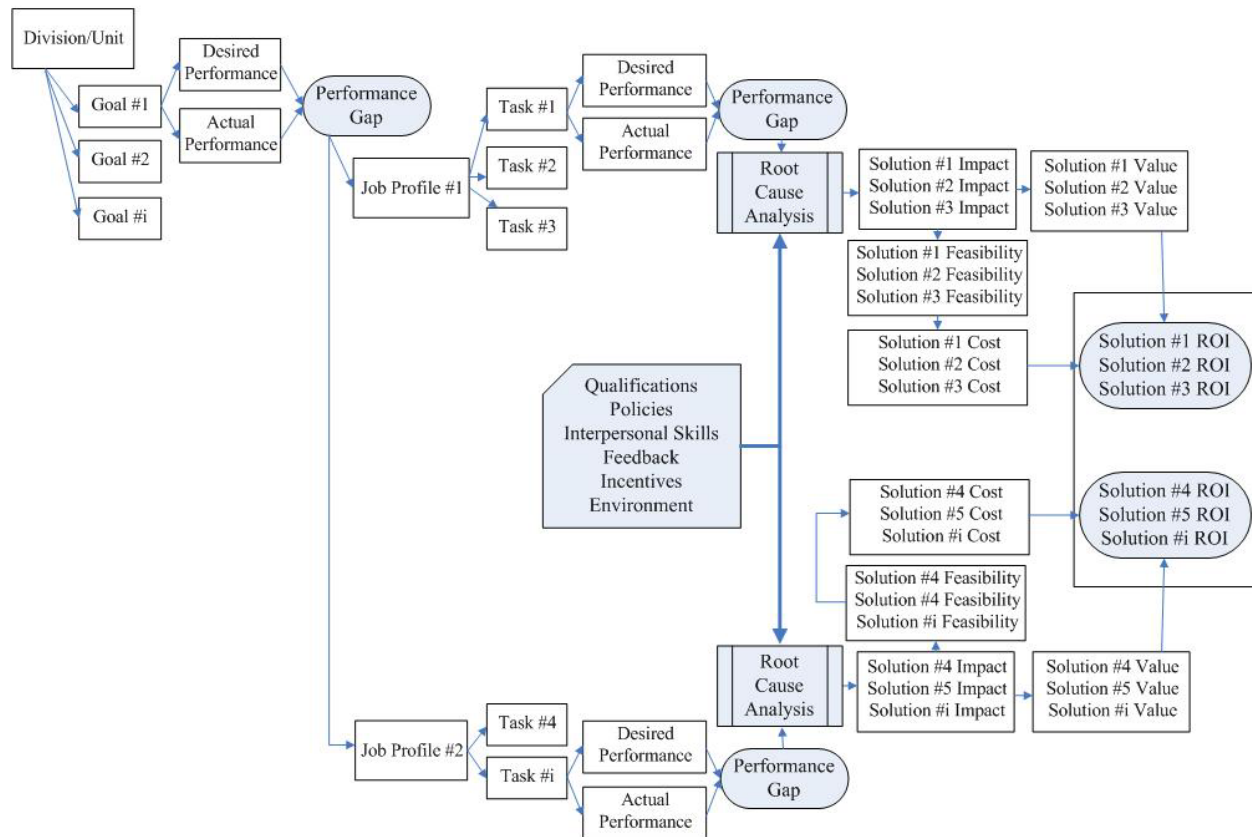 Division/Unit
Goal #1
Goal #2
Goal #i
Desired
Performance
Actual
Performance
Performance
Gap
Job Profile #1
Task #1
Task #2
Task #3
Desired
Performance
Actual
Performance
Performance
Gap
Root
Cause
Analysis
Solution #1 Impact
Solution #2 Impact
Solution #3 Impact
Solution #1 Value
Solution #2 Value
Solution #3 Value
Solution #1 Feasibility
Solution #2 Feasibility
Solution #3 Feasibility
Solution #1 Cost
Solution #2 Cost
Solution #3 Cost
Solution #1 ROI
Solution #2 ROI
Solution #3 ROI
Qualifications
Policies
Interpersonal Skills
Feedback
Incentives
Environment
Solution #4 Cost
Solution #5 Cost
Solution #i Cost
Solution #4 ROI
Solution #5 ROI
Solution #i ROI
Solution #4 Feasibility
Solution #4 Feasibility
Solution #i Feasibility
Root
Cause
Analysis
Solution #4 Impact
Solution #5 Impact
Solution #i Impact
Solution #4 Value
Solution #5 Value
Solution #i Value
Job Profile #2
Task #4
Task #i
Desired
Performance
Actual
Performance
Performance
Gap